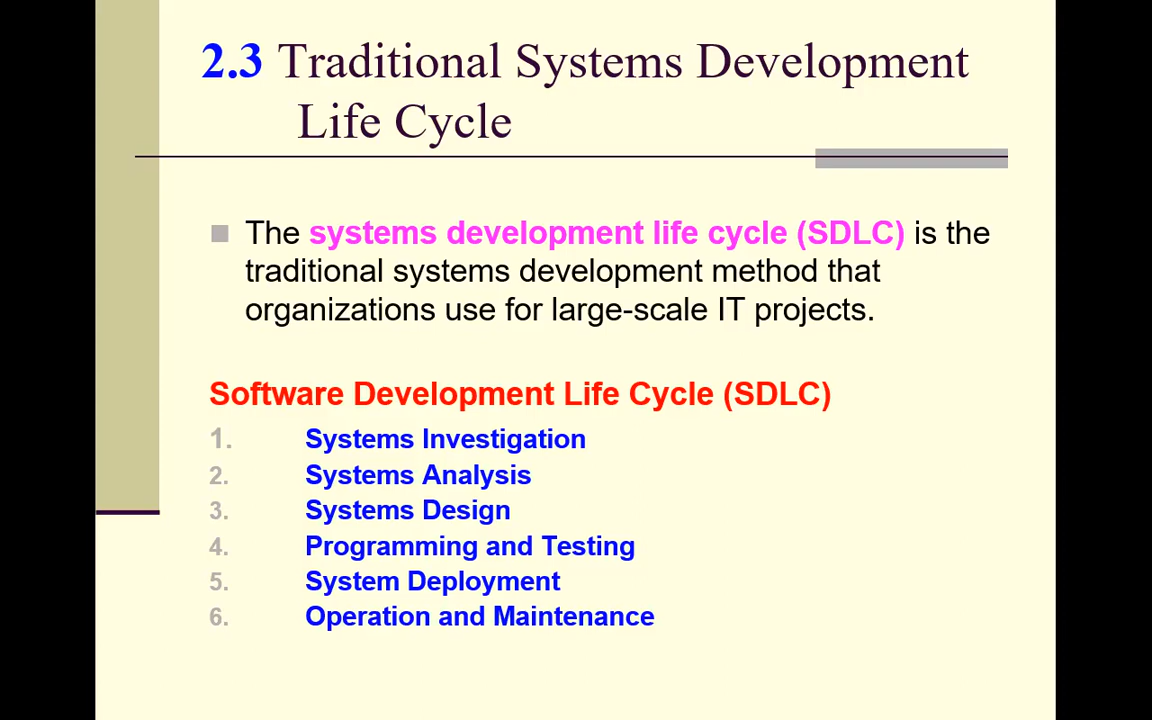 2.3 Traditional Systems Development
Life Cycle
The systems development life cycle (SDLC) is the
traditional systems development method that
organizations use for large-scale IT projects.
Software Development Life Cycle (SDLC)
1. Systems Investigation
2. Systems Analysis
3. Systems Design
4. Programming and Testing
5. System Deployment
6. Operation and Maintenance